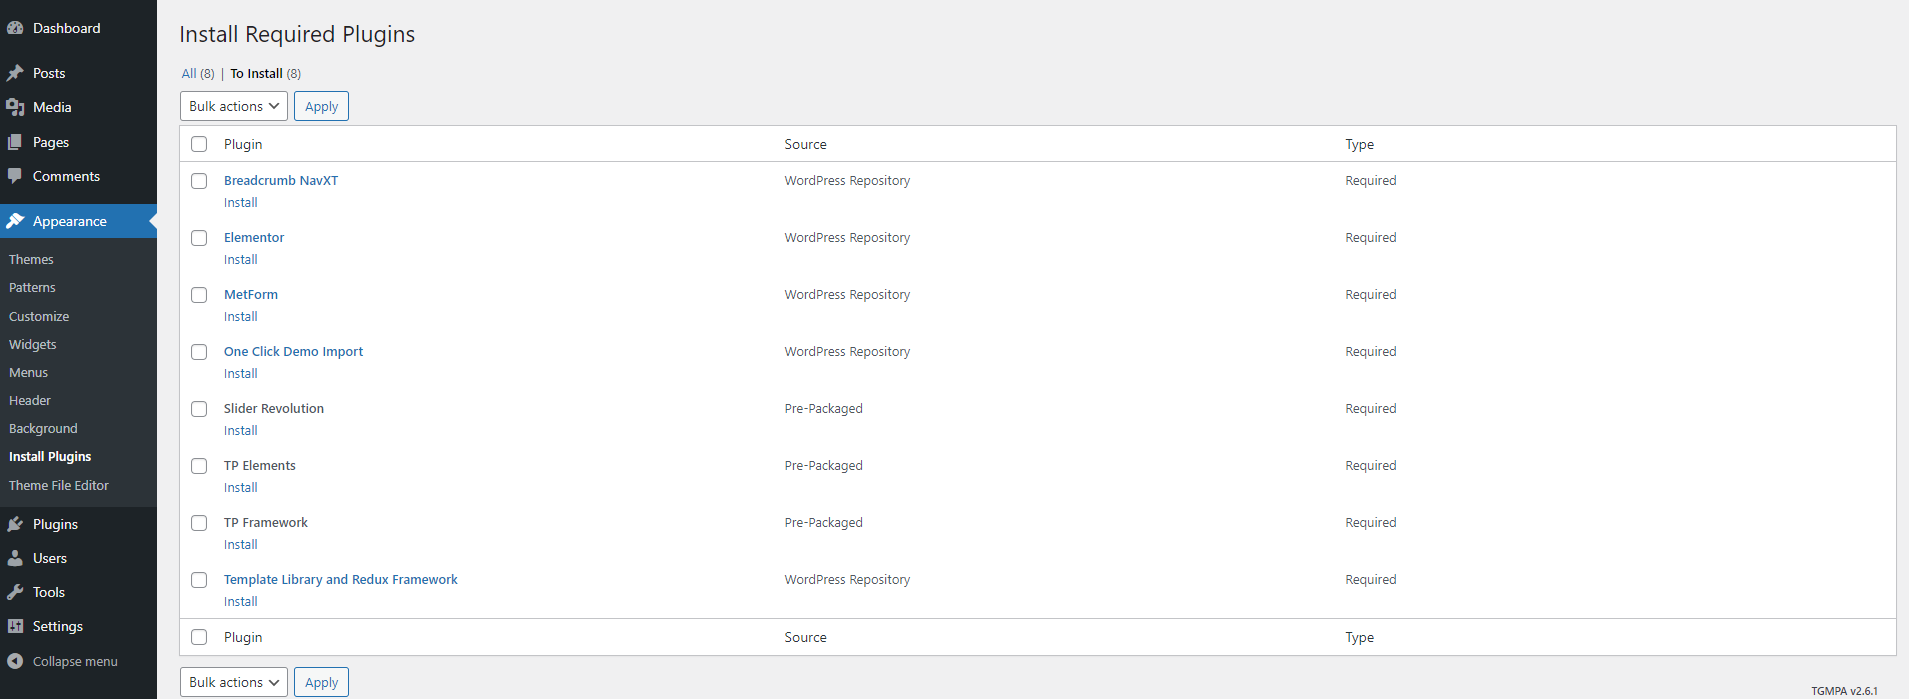 Dashboard
Posts
Media
Pages
Comments
Appearance
Themes
Patterns
Customize
Widgets
Menus
Header
Background
Install Plugins
Theme File Editor
Plugins
Users
Tools
Settings
Collapse menu
Install Required Plugins
All (8) | To Install (8)
Bulk actions Apply
Plugin Source Type
Breadcrumb NavXT WordPress Repository Required
Install
Elementor WordPress Repository Required
Install
MetForm WordPress Repository Required
Install
One Click Demo Import WordPress Repository Required
Install
Slider Revolution Pre-Packaged Required
Install
TP Elements Pre-Packaged Required
Install
TP Framework Pre-Packaged Required
Install
Template Library and Redux Framework WordPress Repository Required
Install
Plugin Source Type
Bulk actions Apply
TGMPA v2.6.1